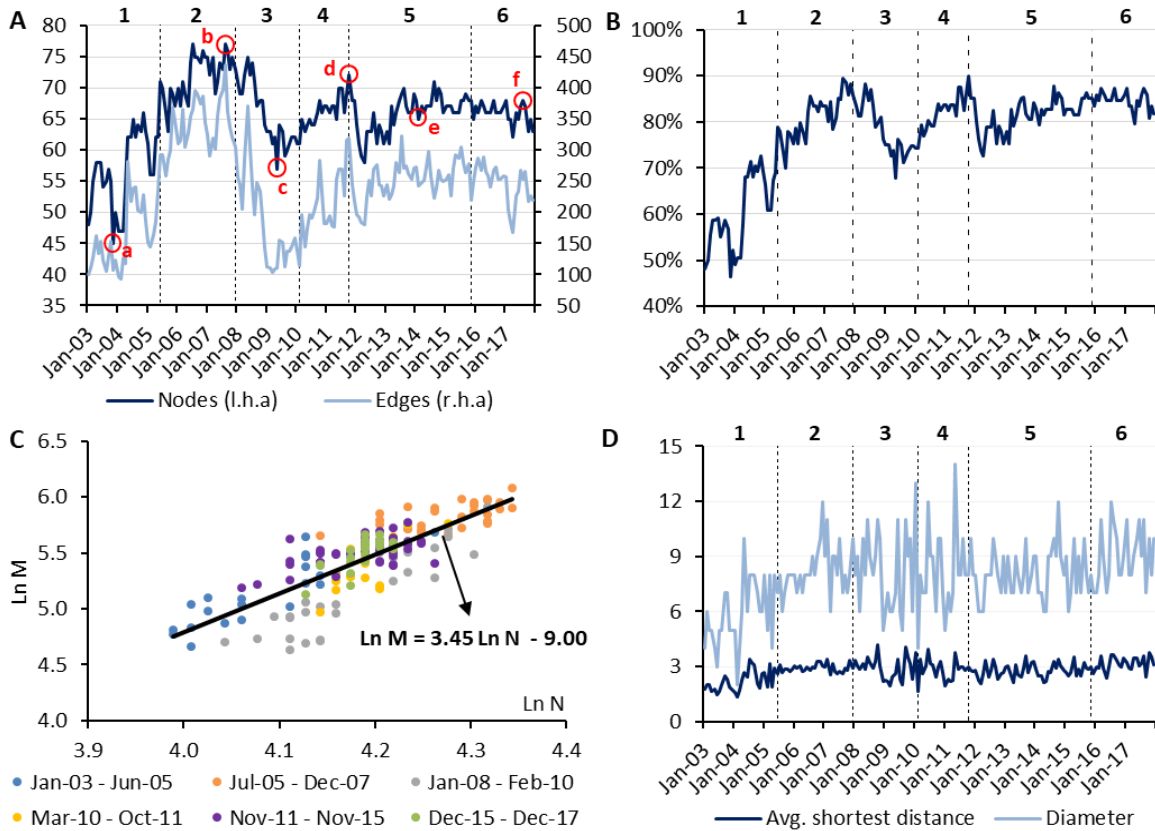 A
1 2 3 4 5 6
80 75 70 65 60 55 50 45 40 35
500 450 400 350 300 250 200 150 100 50
a b c d e f
Jan-03 Jan-04 Jan-05 Jan-06 Jan-07 Jan-08 Jan-09 Jan-10 Jan-11 Jan-12 Jan-13 Jan-14 Jan-15 Jan-16 Jan-17
Nodes (l.h.a) Edges (r.h.a)
B
1 2 3 4 5 6
100% 90% 80% 70% 60% 50% 40%
Jan-03 Jan-04 Jan-05 Jan-06 Jan-07 Jan-08 Jan-09 Jan-10 Jan-11 Jan-12 Jan-13 Jan-14 Jan-15 Jan-16 Jan-17
C
Ln M
6.5 6.0 5.5 5.0 4.5 4.0
Ln M = 3.45 Ln N - 9.00
Ln N
3.9 4.0 4.1 4.2 4.3 4.4
Jan-03 - Jun-05 Jul-05 - Dec-07 Jan-08 - Feb-10
Mar-10 - Oct-11 Nov-11 - Nov-15 Dec-15 - Dec-17
D
1 2 3 4 5 6
15 12 9 6 3 0
Jan-03 Jan-04 Jan-05 Jan-06 Jan-07 Jan-08 Jan-09 Jan-10 Jan-11 Jan-12 Jan-13 Jan-14 Jan-15 Jan-16 Jan-17
Avg. shortest distance Diameter